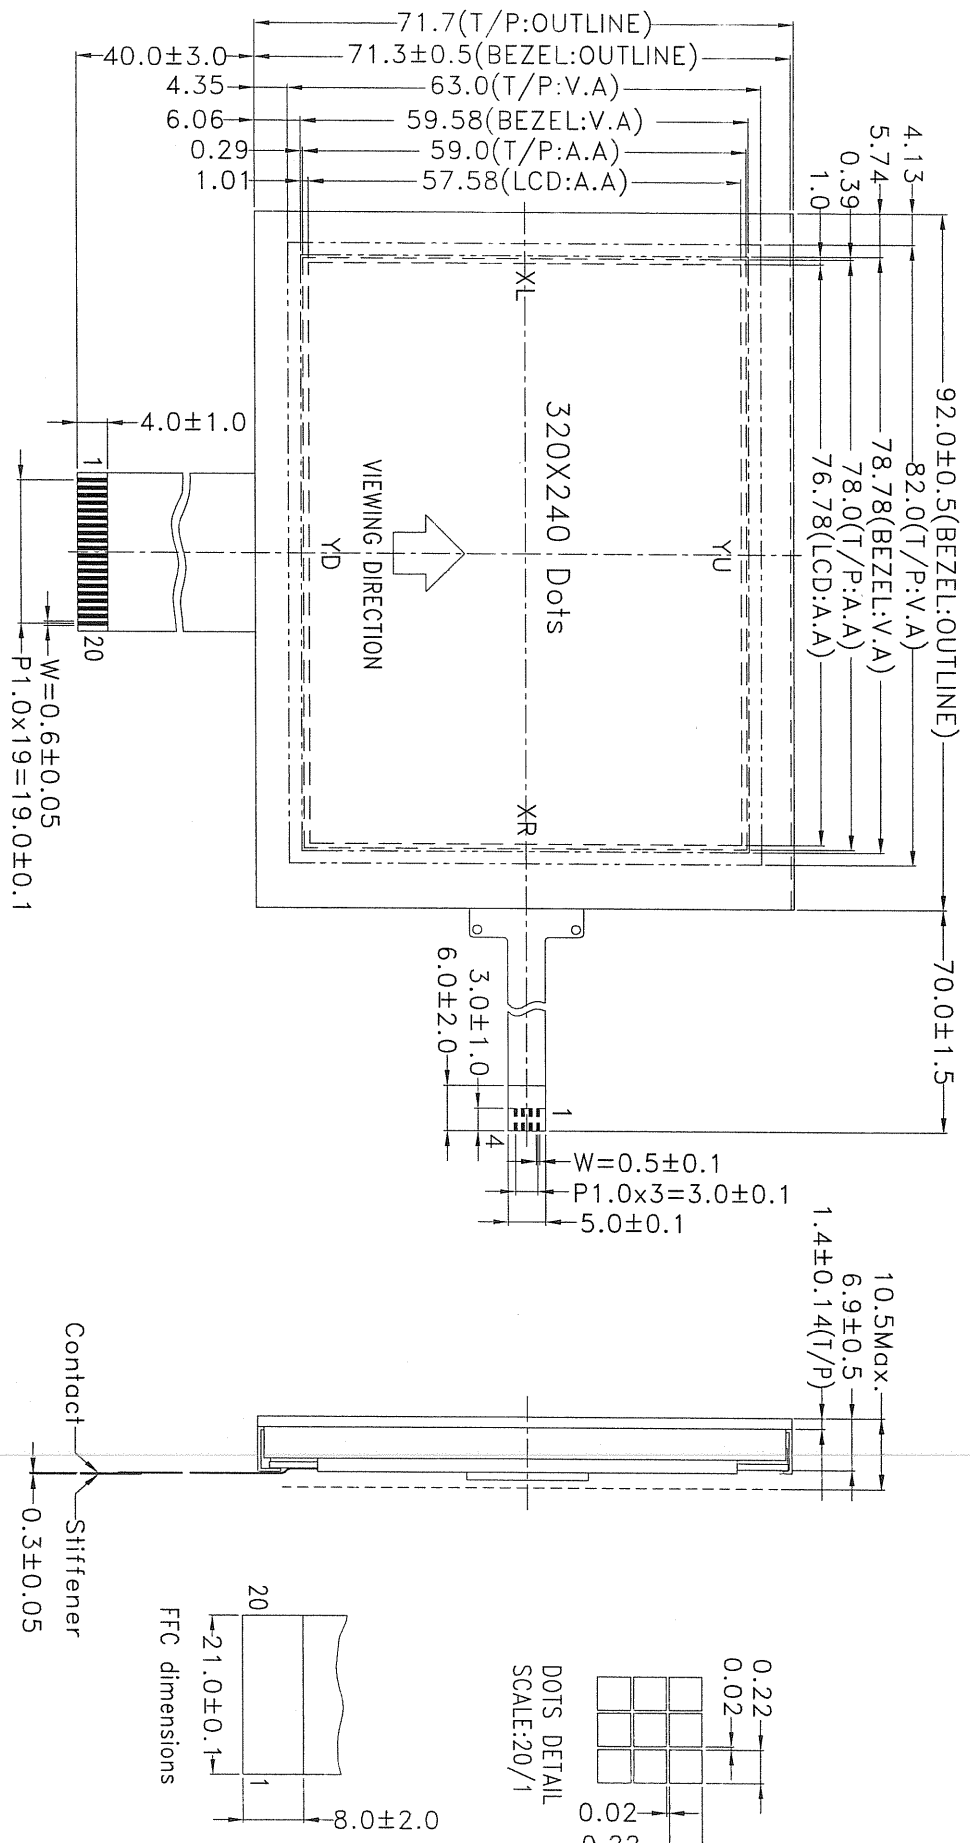 71.7(T/P:OUTLINE)
40.0±3.0
71.3±0.5(BEZEL:OUTLINE)
4.35
63.0(T/P:V.A)
6.06
59.58(BEZEL:V.A)
0.29
59.0(T/P:A.A)
1.01
57.58(LCD:A.A)
4.13
5.74
0.39
1.0
92.0±0.5(BEZEL:OUTLINE)
82.0(T/P:V.A)
78.78(BEZEL:V.A)
78.0(T/P:A.A)
76.78(LCD:A.A)
70.0±1.5
XL
320X240 Dots
YU
YD
VIEWING DIRECTION
XR
4.0±1.0
1
20
W=0.6±0.05
P1.0x19=19.0±0.1
3.0±1.0
6.0±2.0
1
4
W=0.5±0.1
P1.0x3=3.0±0.1
5.0±0.1
10.5Max.
6.9±0.5
1.4±0.14(T/P)
Contact
Stiffener
0.3±0.05
20
1
21.0±0.1
8.0±2.0
FFC dimensions
0.22
0.02
0.02
DOTS DETAIL
SCALE:20/1